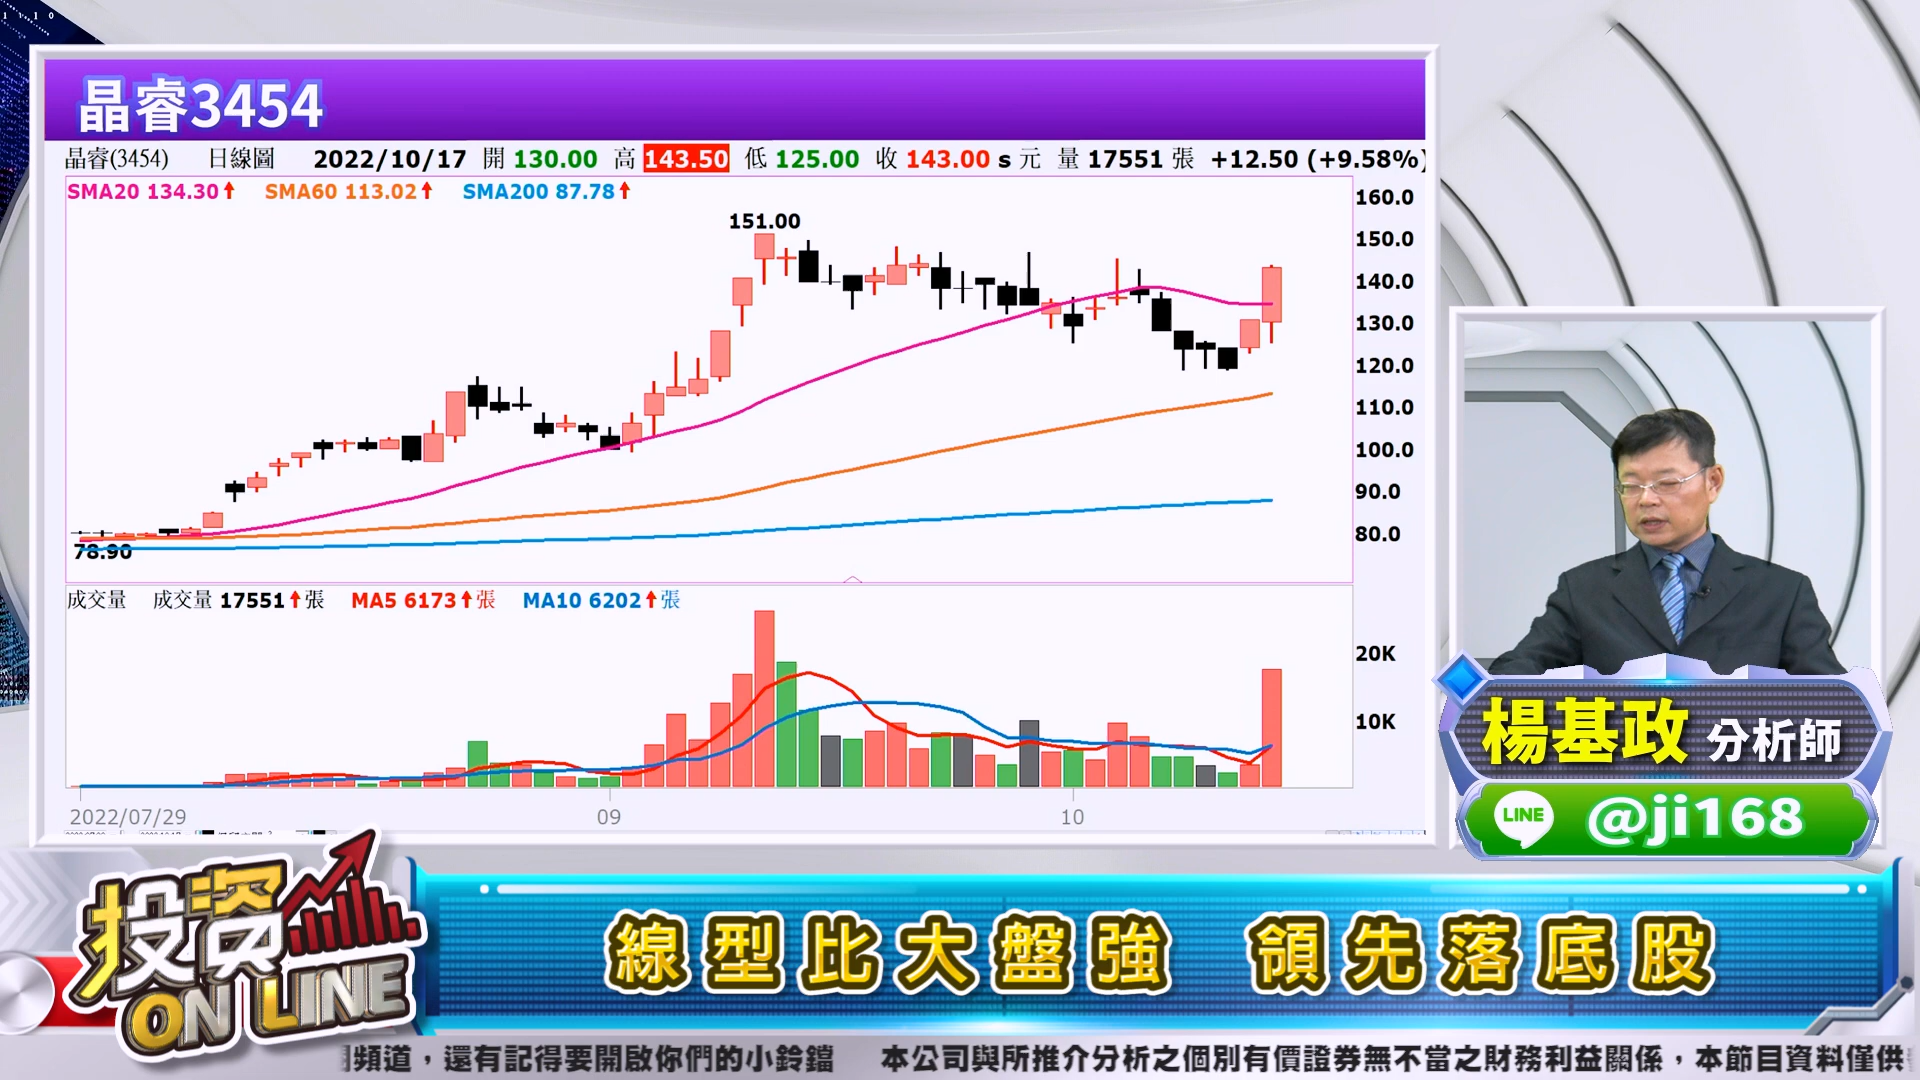 1 1 1 0
晶睿3454
晶睿(3454) 日線圖 2022/10/17 開 130.00 高 143.50 低 125.00 收 143.00 s 元 量 17551 張 +12.50 (+9.58%)
SMA20 134.30↑ SMA60 113.02↑ SMA200 87.78↑
160.0
151.00
150.0
140.0
130.0
120.0
110.0
100.0
90.0
80.0
78.90
成交量 成交量 17551↑張 MA5 6173↑張 MA10 6202↑張
20K
10K
2022/07/29 09 10
楊基政 分析師
LINE @ji168
投資
ON LINE
線型比大盤強 領先落底股
頻道，還有記得要開啟你們的小鈴鐺 本公司與所推介分析之個別有價證券無不當之財務利益關係，本節目資料僅供